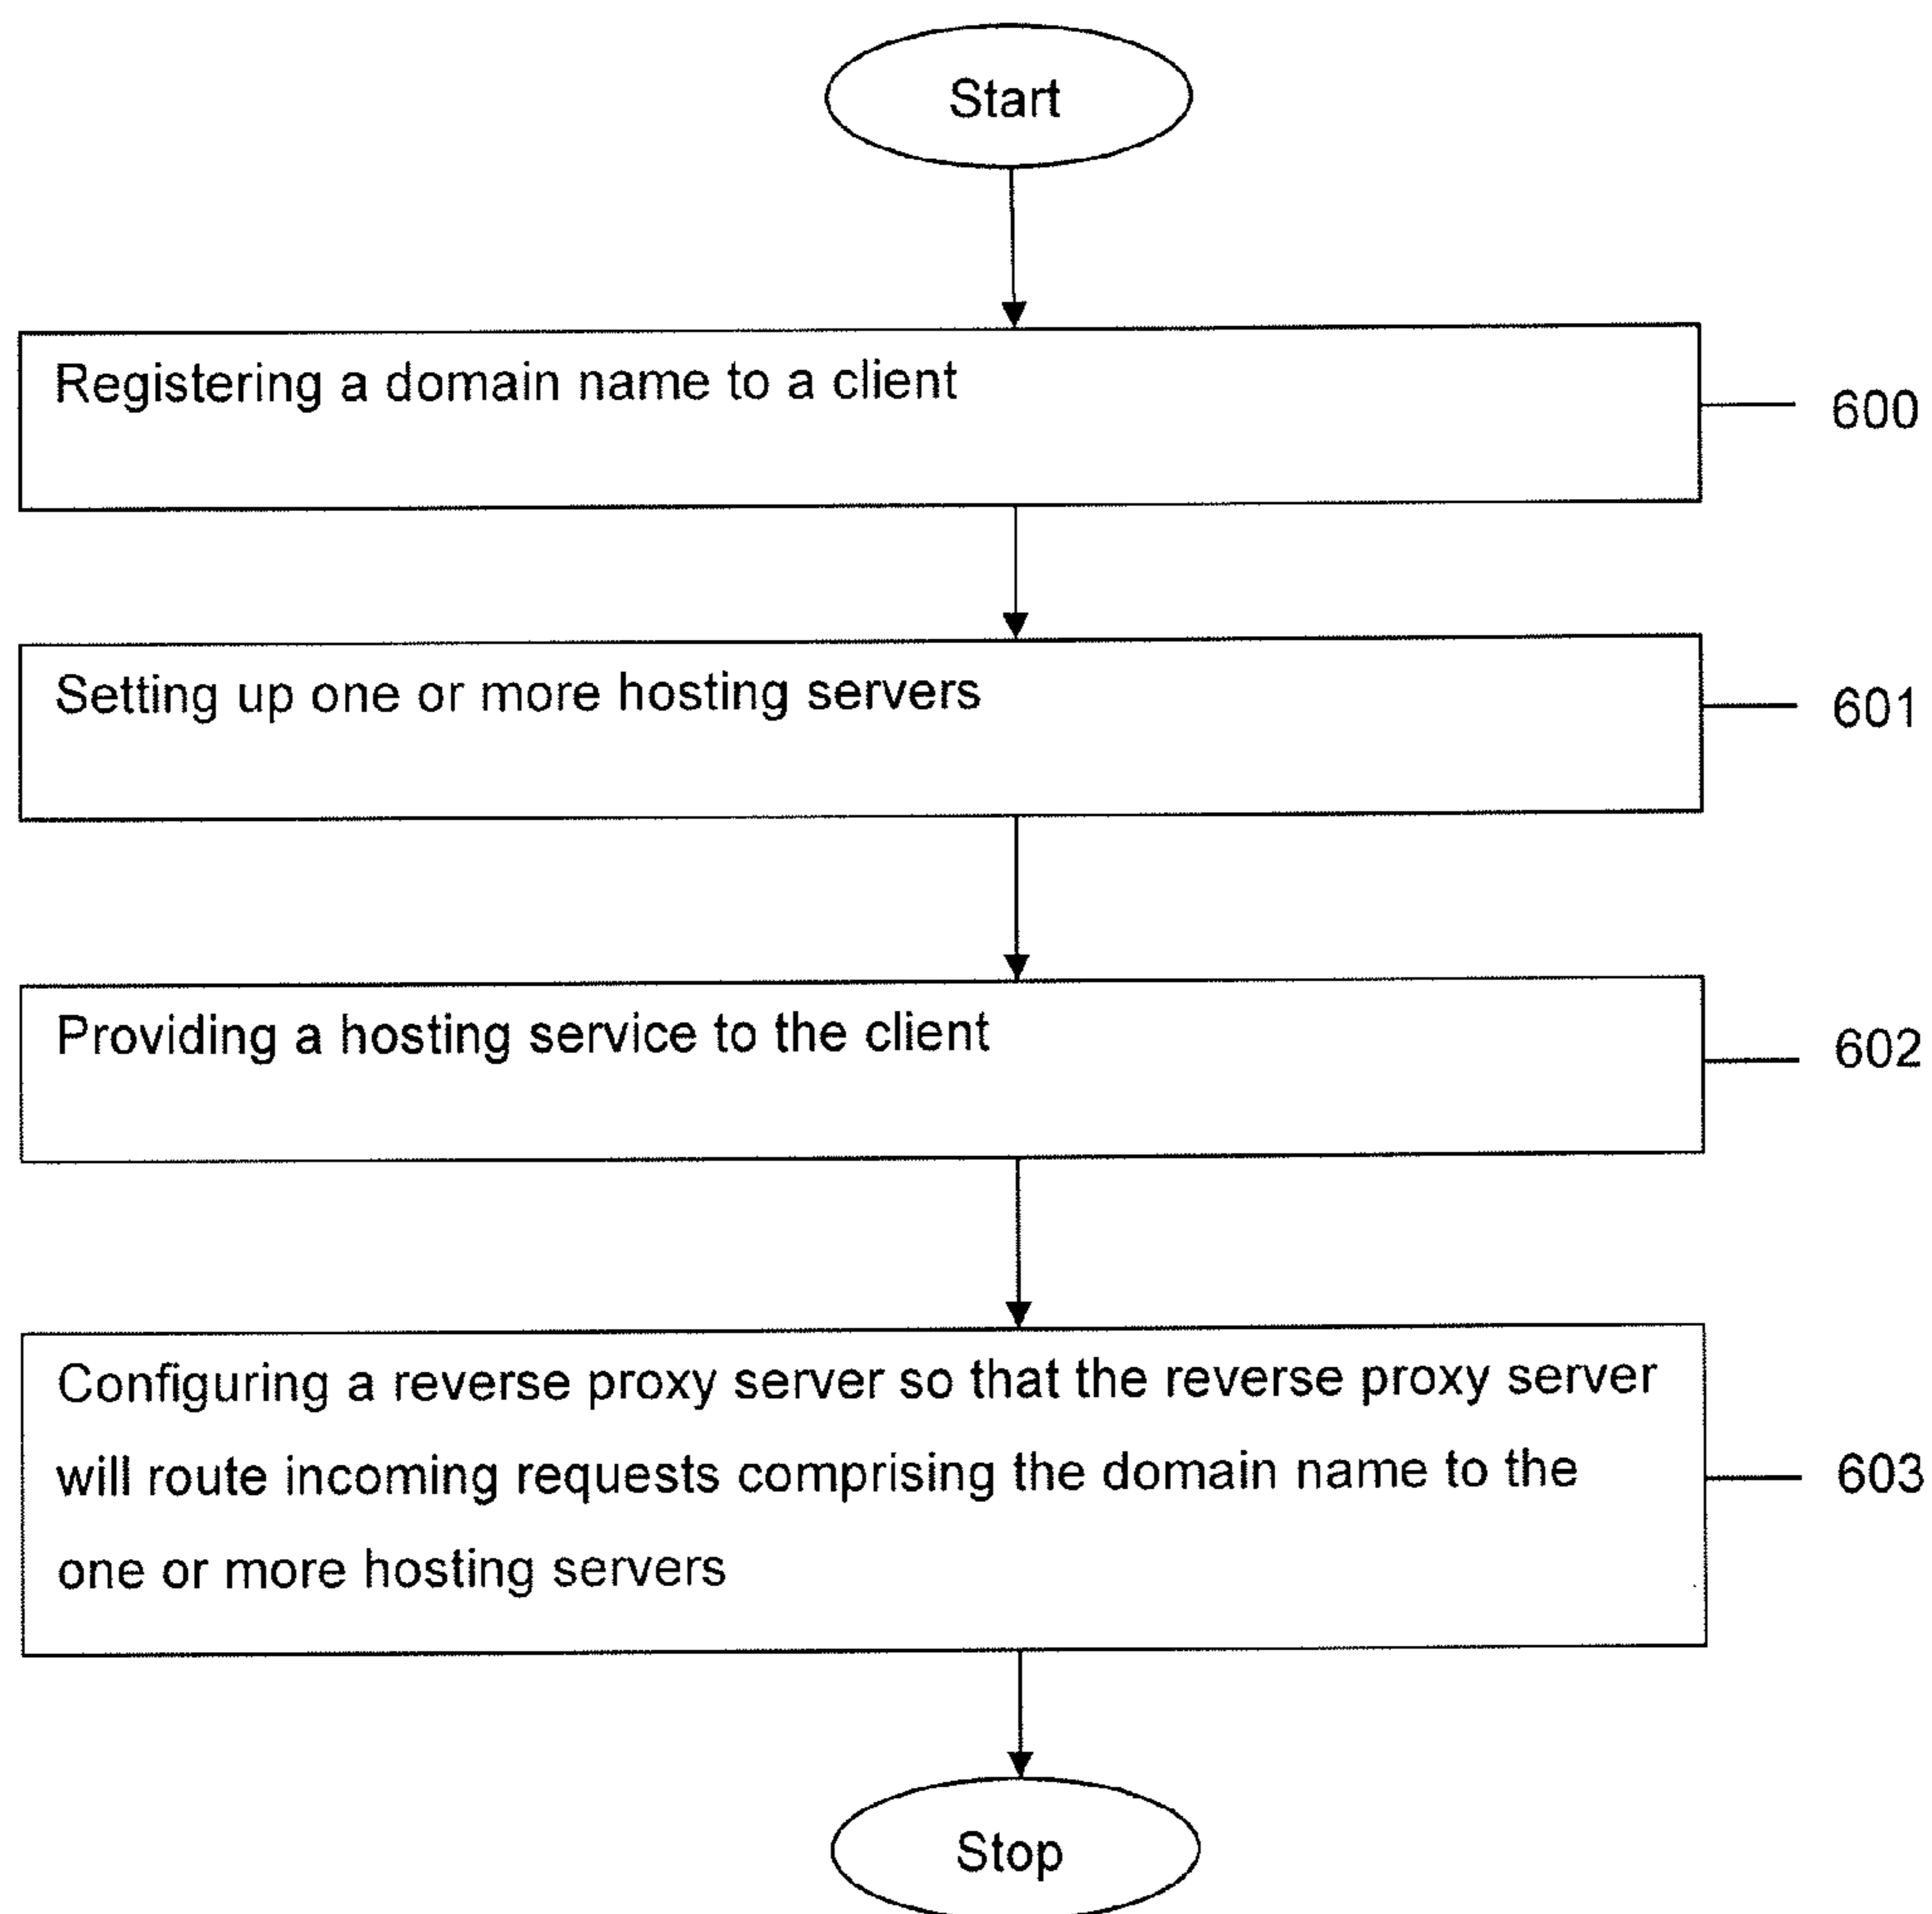 Start
Registering a domain name to a client
600
Setting up one or more hosting servers
601
Providing a hosting service to the client
602
Configuring a reverse proxy server so that the reverse proxy server
will route incoming requests comprising the domain name to the
603
one or more hosting servers
Stop